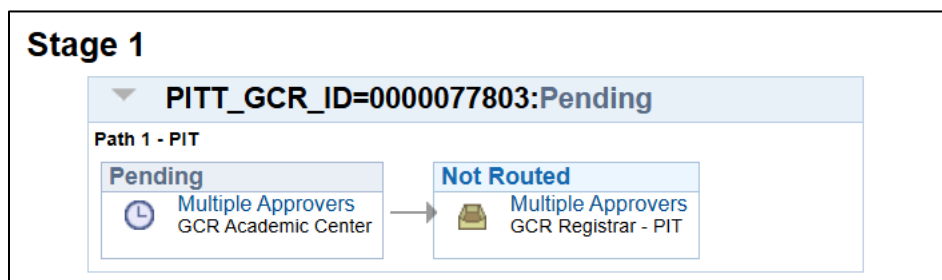 Stage 1
PITT_GCR_ID=0000077803:Pending
Path 1 - PIT
Pending
Multiple Approvers
GCR Academic Center
Not Routed
Multiple Approvers
GCR Registrar - PIT